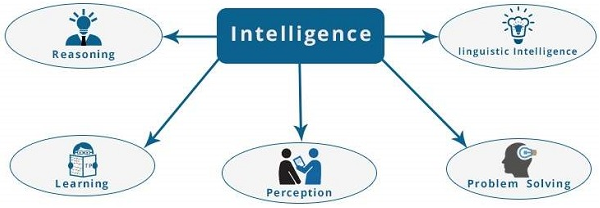 Intelligence
Reasoning
linguistic Intelligence
Learning
Perception
Problem Solving